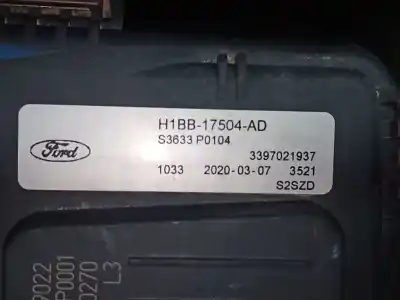 H1BB-17504-AD
S3633 P0104
Ford
3397021937
1033 2020-03-07 3521
S2SZD
9022
P0001
0270
L3